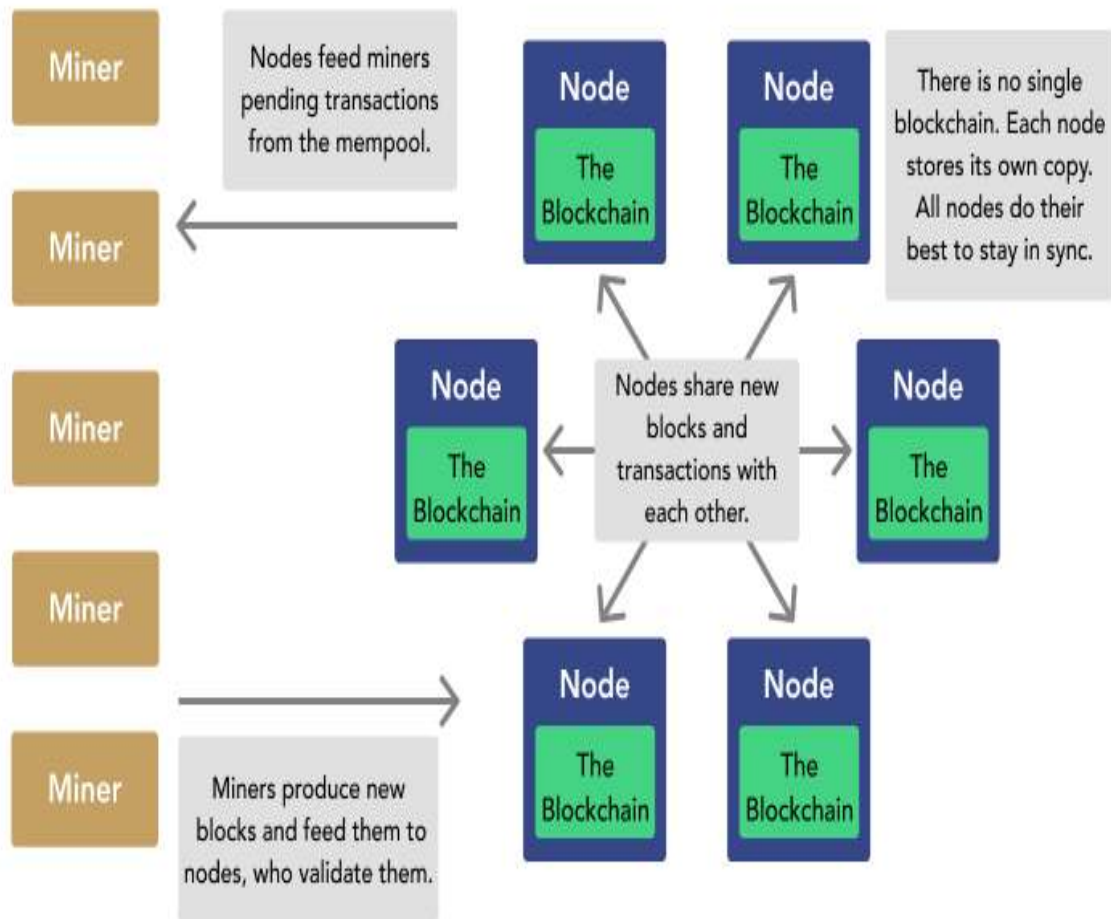 Miner
Miner
Miner
Miner
Miner
Nodes feed miners
pending transactions
from the mempool.
Node
The
Blockchain
Node
The
Blockchain
There is no single
blockchain. Each node
stores its own copy.
All nodes do their
best to stay in sync.
Node
The
Blockchain
Nodes share new
blocks and
transactions with
each other.
Node
The
Blockchain
Node
The
Blockchain
Node
The
Blockchain
Miners produce new
blocks and feed them to
nodes, who validate them.